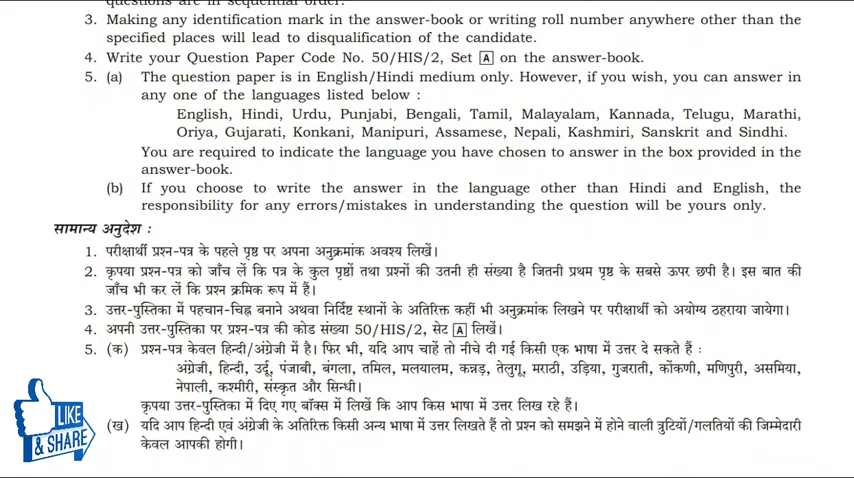 questions are in sequential order.
3. Making any identification mark in the answer-book or writing roll number anywhere other than the
specified places will lead to disqualification of the candidate.
4. Write your Question Paper Code No. 50/HIS/2, Set A on the answer-book.
5. (a) The question paper is in English/Hindi medium only. However, if you wish, you can answer in
any one of the languages listed below :
English, Hindi, Urdu, Punjabi, Bengali, Tamil, Malayalam, Kannada, Telugu, Marathi,
Oriya, Gujarati, Konkani, Manipuri, Assamese, Nepali, Kashmiri, Sanskrit and Sindhi.
You are required to indicate the language you have chosen to answer in the box provided in the
answer-book.
(b) If you choose to write the answer in the language other than Hindi and English, the
responsibility for any errors/mistakes in understanding the question will be yours only.
सामान्य अनुदेश :
1. परीक्षार्थी प्रश्न-पत्र के पहले पृष्ठ पर अपना अनुक्रमांक अवश्य लिखें।
2. कृपया प्रश्न-पत्र को जाँच लें कि पत्र के कुल पृष्ठों तथा प्रश्नों की उतनी ही संख्या है जितनी प्रथम पृष्ठ के सबसे ऊपर छपी है। इस बात की
जाँच भी कर लें कि प्रश्न क्रमिक रूप में हैं।
3. उत्तर-पुस्तिका में पहचान-चिह्न बनाने अथवा निर्दिष्ट स्थानों के अतिरिक्त कहीं भी अनुक्रमांक लिखने पर परीक्षार्थी को अयोग्य ठहराया जायेगा।
4. अपनी उत्तर-पुस्तिका पर प्रश्न-पत्र की कोड संख्या 50/HIS/2, सेट A लिखें।
5. (क) प्रश्न-पत्र केवल हिन्दी/अंग्रेजी में है। फिर भी, यदि आप चाहें तो नीचे दी गई किसी एक भाषा में उत्तर दे सकते हैं :
अंग्रेजी, हिन्दी, उर्दू, पंजाबी, बंगला, तमिल, मलयालम, कन्नड़, तेलुगू, मराठी, उड़िया, गुजराती, कोंकणी, मणिपुरी, असमिया,
नेपाली, कश्मीरी, संस्कृत और सिन्धी।
कृपया उत्तर-पुस्तिका में दिए गए बॉक्स में लिखें कि आप किस भाषा में उत्तर लिख रहे हैं।
(ख) यदि आप हिन्दी एवं अंग्रेजी के अतिरिक्त किसी अन्य भाषा में उत्तर लिखते हैं तो प्रश्न को समझने में होने वाली त्रुटियों/गलतियों की जिम्मेदारी
केवल आपकी होगी।
LIKE
& SHARE